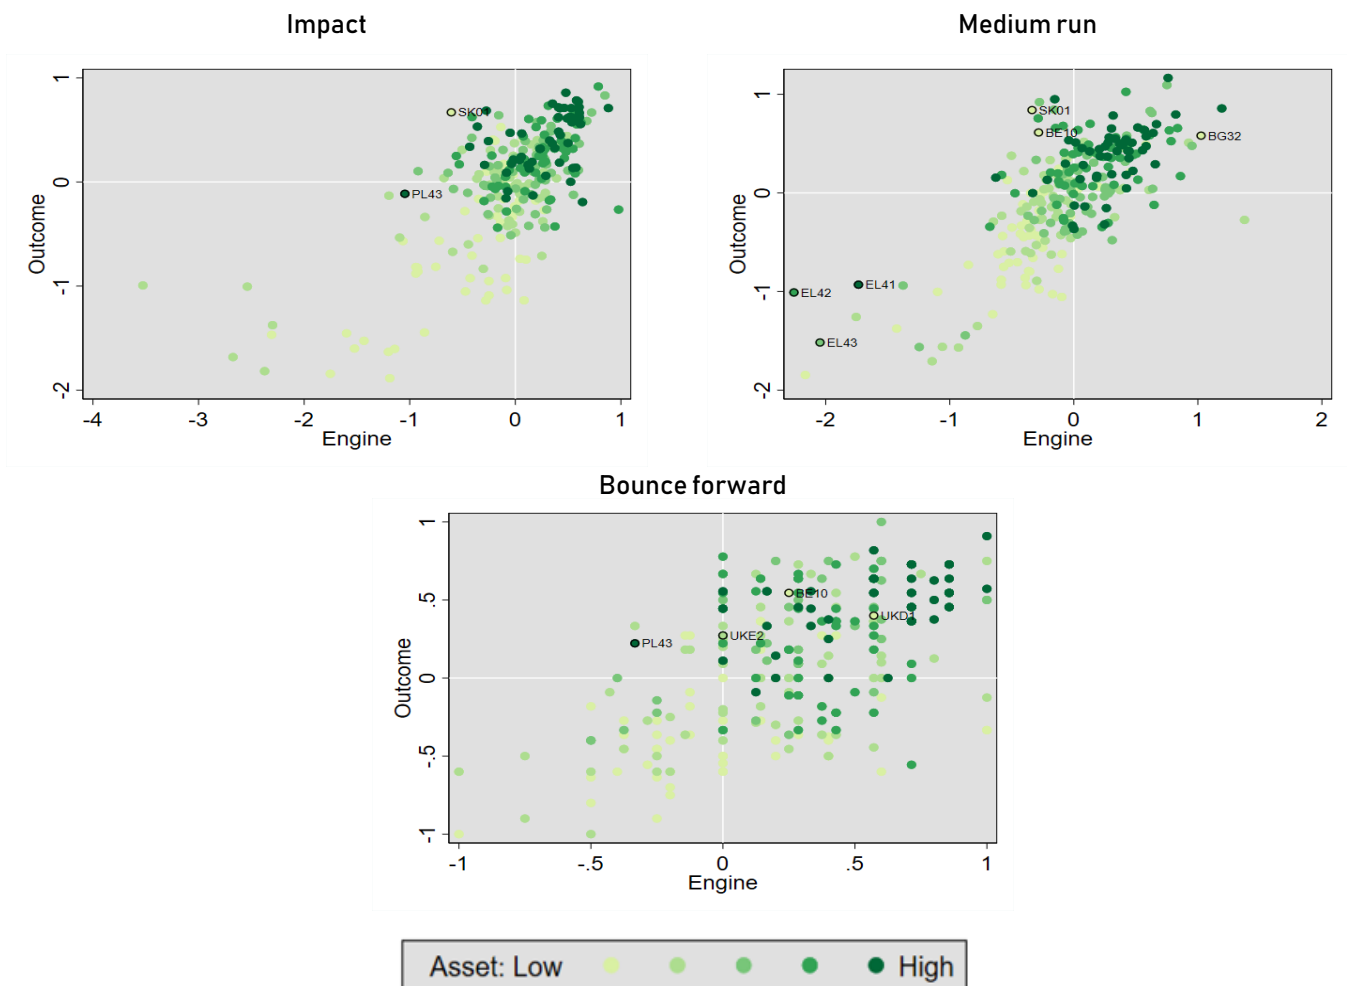 Impact
Medium run
1
0
-1
-2
Outcome
SK01
PL43
-4
-3
-2
-1
0
1
Engine
1
0
-1
-2
Outcome
SK01
BE10
BG32
EL41
EL42
EL43
-2
-1
0
1
2
Engine
Bounce forward
1
.5
0
-.5
-1
Outcome
BE10
UKD1
UKE2
PL43
-1
-.5
0
.5
1
Engine
Asset: Low
High